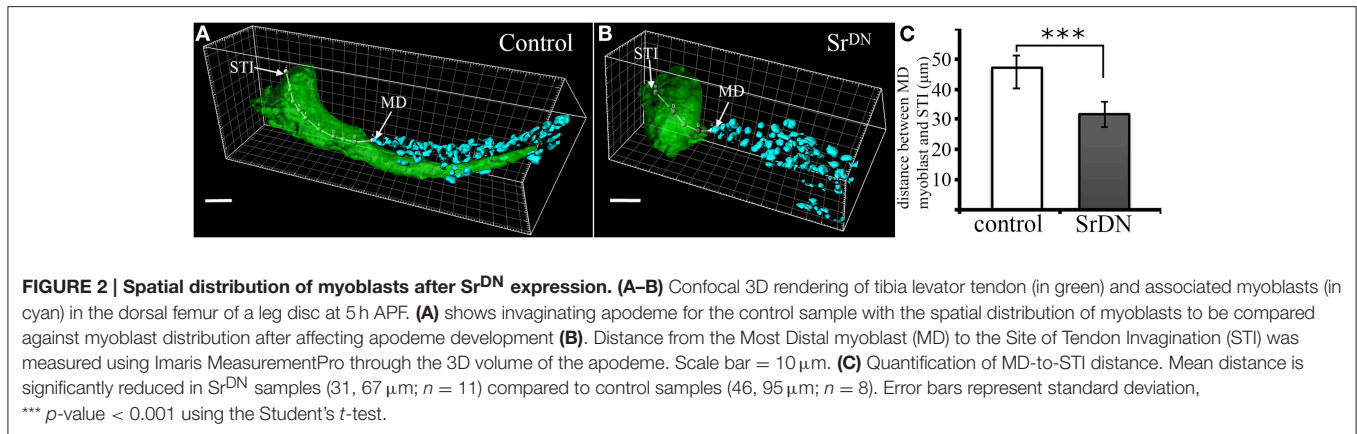 A
Control
STI
MD
B
Sr^DN
STI
MD
C
***
distance between MD
myoblast and STI (µm)
50
40
30
20
10
control
SrDN
FIGURE 2 | Spatial distribution of myoblasts after Sr^DN expression. (A–B) Confocal 3D rendering of tibia levator tendon (in green) and associated myoblasts (in
cyan) in the dorsal femur of a leg disc at 5 h APF. (A) shows invaginating apodeme for the control sample with the spatial distribution of myoblasts to be compared
against myoblast distribution after affecting apodeme development (B). Distance from the Most Distal myoblast (MD) to the Site of Tendon Invagination (STI) was
measured using Imaris MeasurementPro through the 3D volume of the apodeme. Scale bar = 10 µm. (C) Quantification of MD-to-STI distance. Mean distance is
significantly reduced in Sr^DN samples (31, 67 µm; n = 11) compared to control samples (46, 95 µm; n = 8). Error bars represent standard deviation,
*** p-value < 0.001 using the Student's t-test.